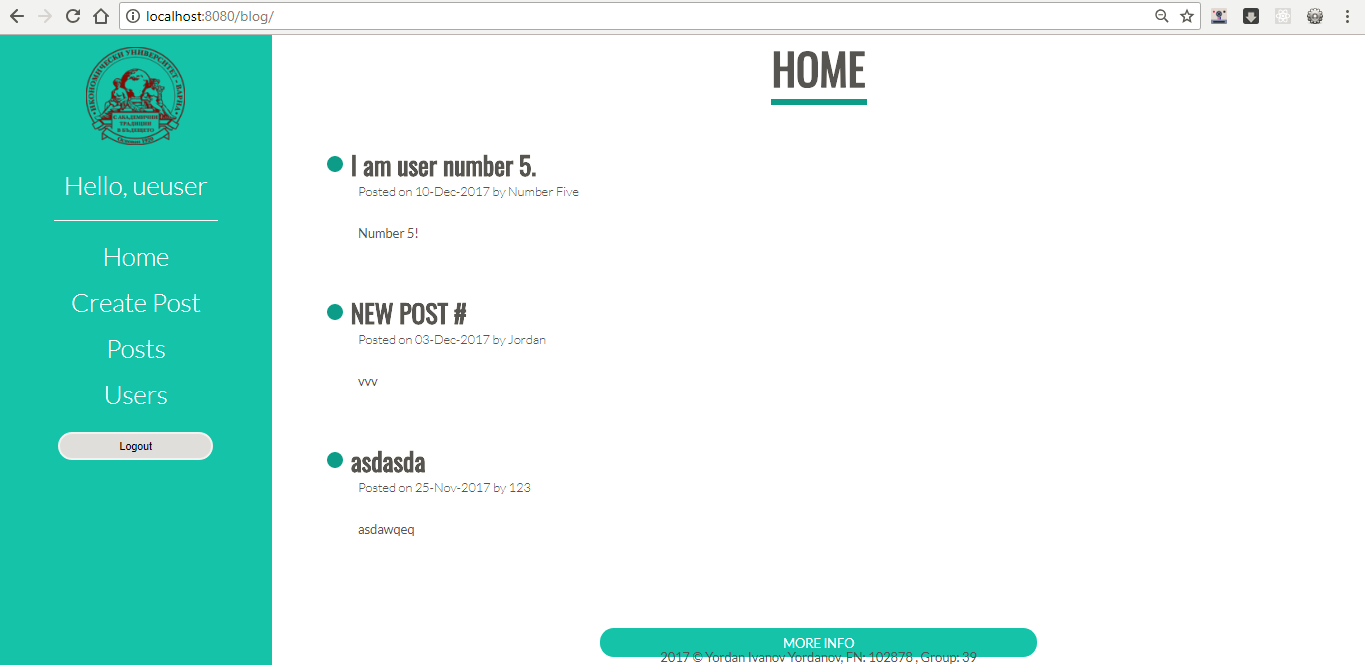 localhost:8080/blog/
ИКОНОМИЧЕСКИ УНИВЕРСИТЕТ • ВАРНА
С АКАДЕМИЧНИ
ТРАДИЦИИ
В БЪДЕЩЕТО
Hello, ueuser
Home
Create Post
Posts
Users
Logout
HOME
I am user number 5.
Posted on 10-Dec-2017 by Number Five
Number 5!
NEW POST #
Posted on 03-Dec-2017 by Jordan
vvv
asdasda
Posted on 25-Nov-2017 by 123
asdawqeq
MORE INFO
2017 © Yordan Ivanov Yordanov, FN: 102878 , Group: 39